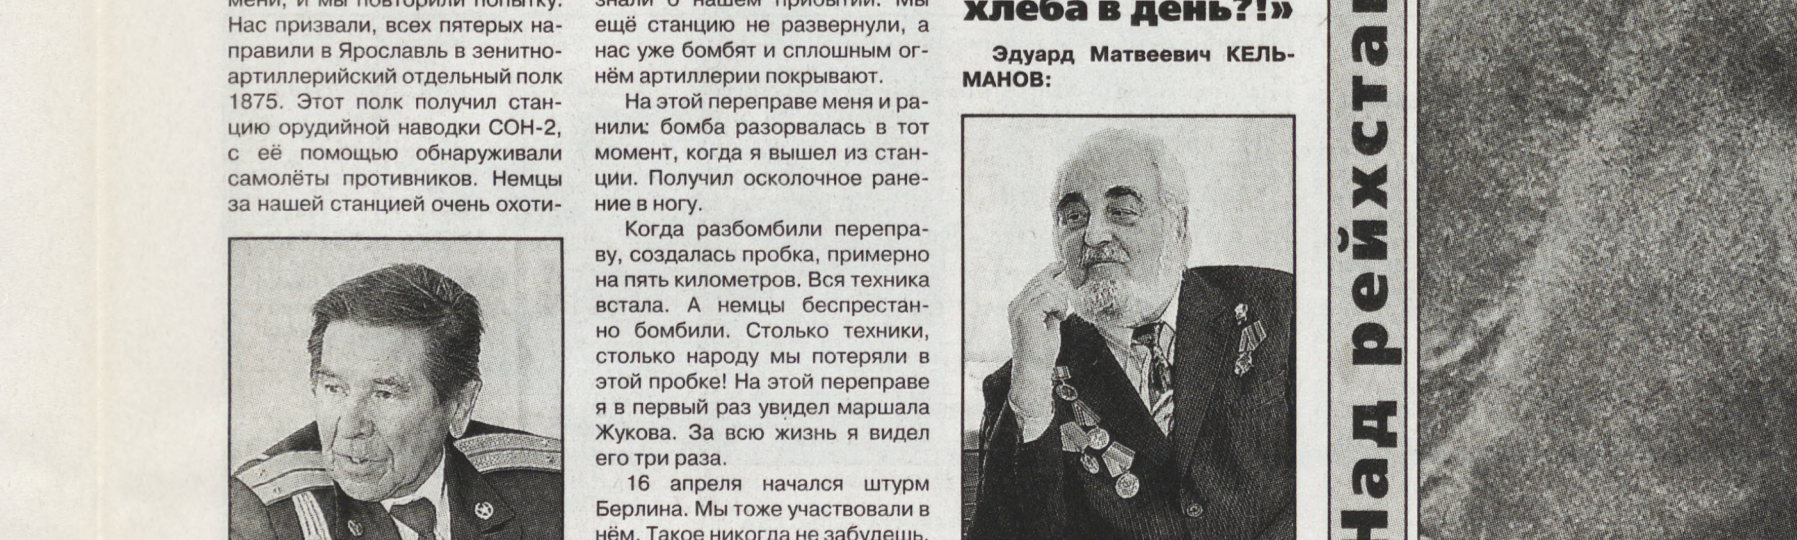 мени, и мы повторили попытку.
Нас призвали, всех пятерых на-
правили в Ярославль в зенитно-
артиллерийский отдельный полк
1875. Этот полк получил стан-
цию орудийной наводки СОН-2,
с её помощью обнаруживали
самолёты противников. Немцы
за нашей станцией очень охоти-
знали о нашем прибытии. Мы
ещё станцию не развернули, а
нас уже бомбят и сплошным ог-
нём артиллерии покрывают.
На этой переправе меня и ра-
нили: бомба разорвалась в тот
момент, когда я вышел из стан-
ции. Получил осколочное ране-
ние в ногу.
Когда разбомбили перепра-
ву, создалась пробка, примерно
на пять километров. Вся техника
встала. А немцы беспрестан-
но бомбили. Столько техники,
столько народу мы потеряли в
этой пробке! На этой переправе
я в первый раз увидел маршала
Жукова. За всю жизнь я видел
его три раза.
16 апреля начался штурм
Берлина. Мы тоже участвовали в
нём. Такое никогда не забудешь.
хлеба в день?!»
Эдуард Матвеевич КЕЛЬ-
МАНОВ:
Над рейхста